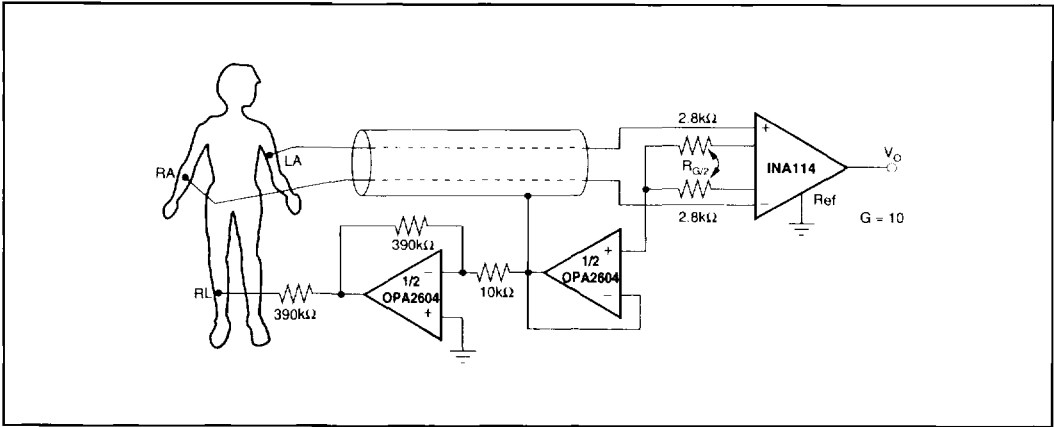 2.8kΩ
+
LA
RA
R_G/2
INA114
V_O
−
Ref
G = 10
2.8kΩ
390kΩ
+
1/2
OPA2604
−
10kΩ
−
1/2
OPA2604
+
RL
390kΩ